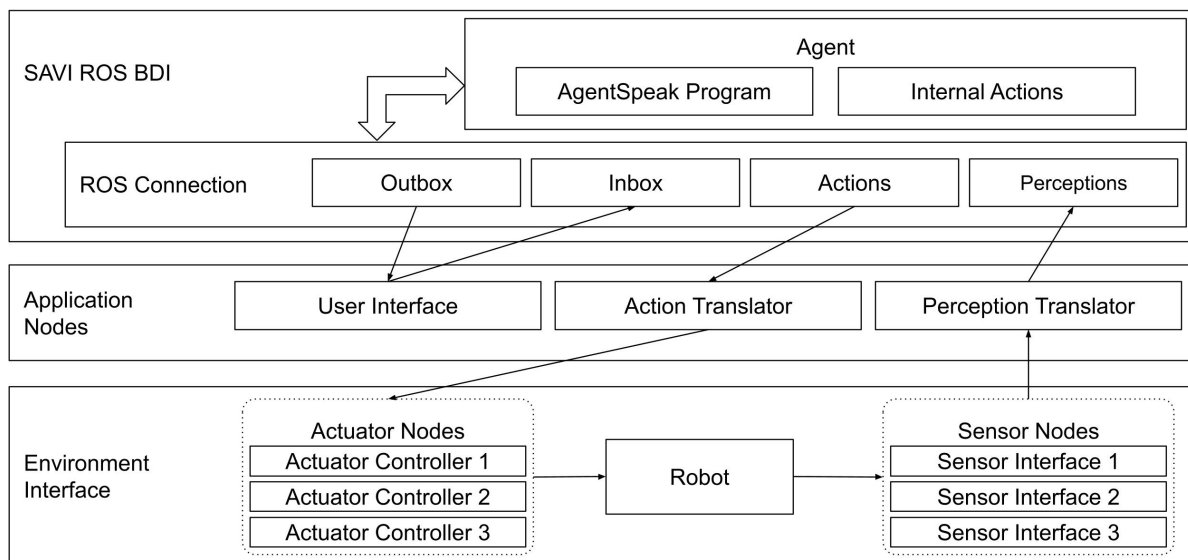 SAVI ROS BDI
Agent
AgentSpeak Program
Internal Actions
ROS Connection
Outbox
Inbox
Actions
Perceptions
Application
Nodes
User Interface
Action Translator
Perception Translator
Environment
Interface
Actuator Nodes
Actuator Controller 1
Actuator Controller 2
Actuator Controller 3
Robot
Sensor Nodes
Sensor Interface 1
Sensor Interface 2
Sensor Interface 3